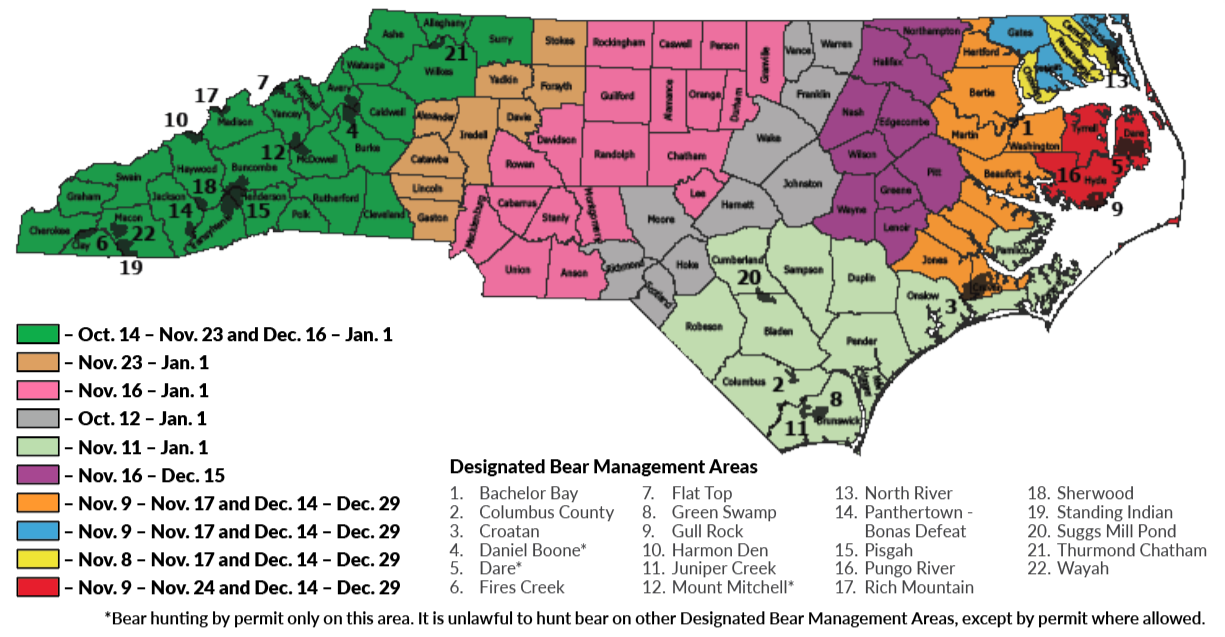 Ashe
Alleghany
21
Surry
Stokes
Rockingham
Caswell
Person
Granville
Vance
Warren
Northampton
Halifax
Hertford
Gates
13
Watauga
Wilkes
Yadkin
Forsyth
Guilford
Alamance
Orange
Durham
Franklin
Nash
Edgecombe
Bertie
7
17
10
Madison
Yancey
Avery
4
Caldwell
Alexander
Iredell
Davie
Davidson
Randolph
Chatham
Wake
Wilson
Pitt
Martin
1
Washington
Tyrrell
Dare
5
12
McDowell
Burke
Catawba
Rowan
Swain
Haywood
Buncombe
18
Graham
Jackson
14
Henderson
15
Polk
Rutherford
Cleveland
Lincoln
Gaston
Mecklenburg
Cabarrus
Stanly
Montgomery
Moore
Lee
Harnett
Johnston
Wayne
Greene
Lenoir
Beaufort
16
Hyde
9
Cherokee
Clay
6
Macon
22
19
Union
Anson
Richmond
Scotland
Hoke
Cumberland
20
Sampson
Duplin
Jones
Craven
Pamlico
Onslow
3
Robeson
Bladen
Pender
Columbus
2
8
Brunswick
11
– Oct. 14 – Nov. 23 and Dec. 16 – Jan. 1
– Nov. 23 – Jan. 1
– Nov. 16 – Jan. 1
– Oct. 12 – Jan. 1
– Nov. 11 – Jan. 1
– Nov. 16 – Dec. 15
– Nov. 9 – Nov. 17 and Dec. 14 – Dec. 29
– Nov. 9 – Nov. 17 and Dec. 14 – Dec. 29
– Nov. 8 – Nov. 17 and Dec. 14 – Dec. 29
– Nov. 9 – Nov. 24 and Dec. 14 – Dec. 29
Designated Bear Management Areas
1. Bachelor Bay
2. Columbus County
3. Croatan
4. Daniel Boone*
5. Dare*
6. Fires Creek
7. Flat Top
8. Green Swamp
9. Gull Rock
10. Harmon Den
11. Juniper Creek
12. Mount Mitchell*
13. North River
14. Panthertown -
Bonas Defeat
15. Pisgah
16. Pungo River
17. Rich Mountain
18. Sherwood
19. Standing Indian
20. Suggs Mill Pond
21. Thurmond Chatham
22. Wayah
*Bear hunting by permit only on this area. It is unlawful to hunt bear on other Designated Bear Management Areas, except by permit where allowed.